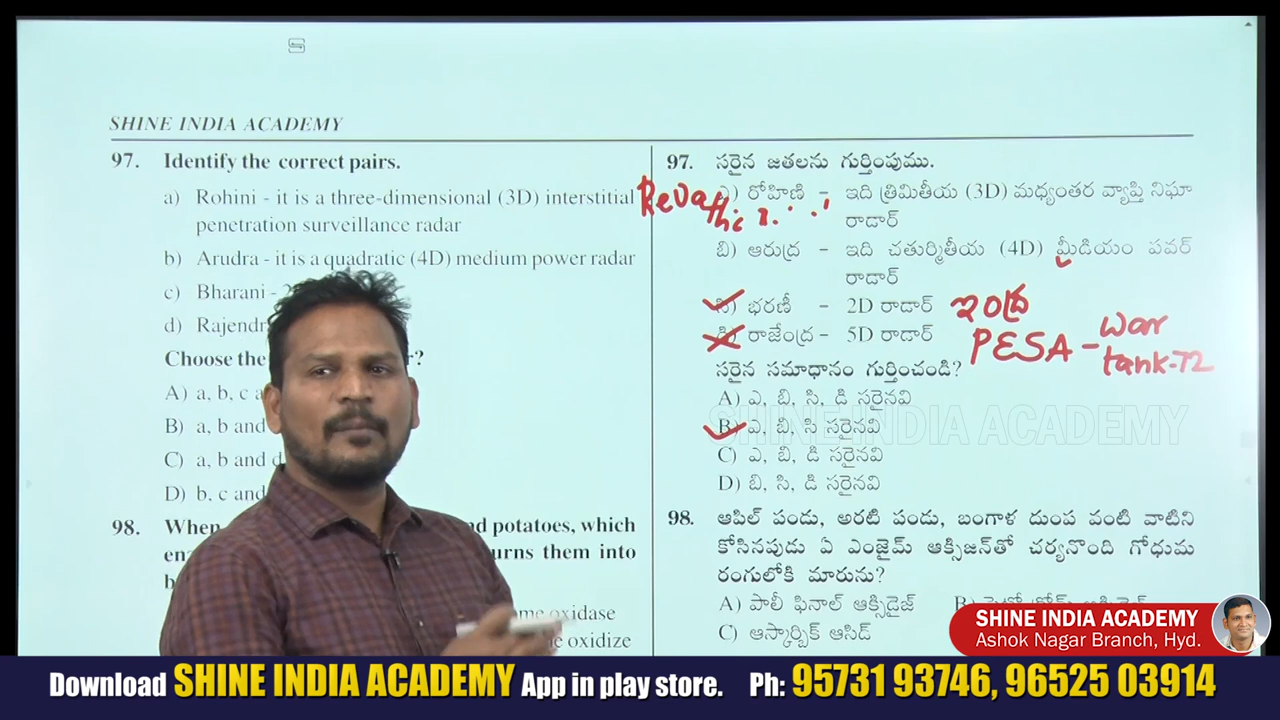 SHINE INDIA ACADEMY
97. Identify the correct pairs.
a) Rohini - it is a three-dimensional (3D) interstitial
penetration surveillance radar
b) Arudra - it is a quadratic (4D) medium power radar
c) Bharani -
d) Rajendr
Choose the
A) a, b, c a
B) a, b and
C) a, b and d
D) b, c and
98. When nd potatoes, which
urns them into
oxidase
oxidize
97. సరైన జతలను గుర్తింపుము.
ఎ) రోహిణి - ఇది త్రిమితీయ (3D) మధ్యంతర వ్యాప్తి నిఘా
రాడార్
Revathi
బి) ఆరుద్ర - ఇది చతుర్మితీయ (4D) మీడియం పవర్
రాడార్
సి) భరణీ - 2D రాడార్
ఇంద్ర
డి) రాజేంద్ర - 5D రాడార్
PESA - war
tank-T2
సరైన సమాధానం గుర్తించండి?
A) ఎ, బి, సి, డి సరైనవి
B) ఎ, బి, సి సరైనవి
C) ఎ, బి, డి సరైనవి
D) బి, సి, డి సరైనవి
SHINE INDIA ACADEMY
98. ఆపిల్ పండు, అరటి పండు, బంగాళ దుంప వంటి వాటిని
కోసినపుడు ఏ ఎంజైమ్ ఆక్సిజన్‌తో చర్యనొంది గోధుమ
రంగులోకి మారును?
A) పాలీ ఫినాల్ ఆక్సిడైజ్
C) ఆస్కార్బిక్ ఆసిడ్
SHINE INDIA ACADEMY
Ashok Nagar Branch, Hyd.
Download SHINE INDIA ACADEMY App in play store. Ph: 95731 93746, 96525 03914